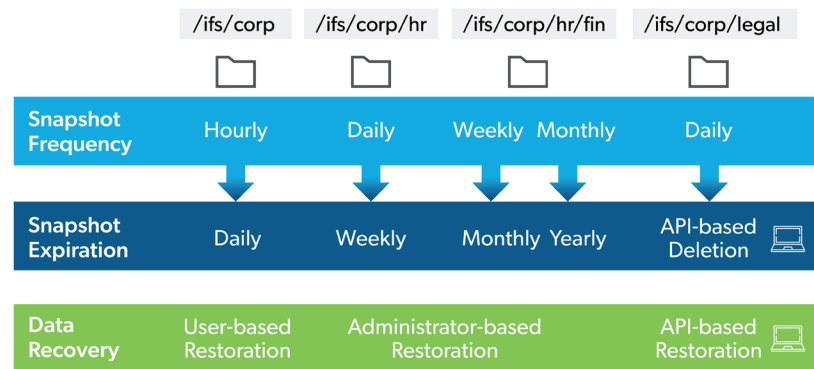 /ifs/corp /ifs/corp/hr /ifs/corp/hr/fin /ifs/corp/legal
Snapshot
Frequency
Hourly Daily Weekly Monthly Daily
Snapshot
Expiration
Daily Weekly Monthly Yearly
API-based
Deletion
Data
Recovery
User-based
Restoration
Administrator-based
Restoration
API-based
Restoration